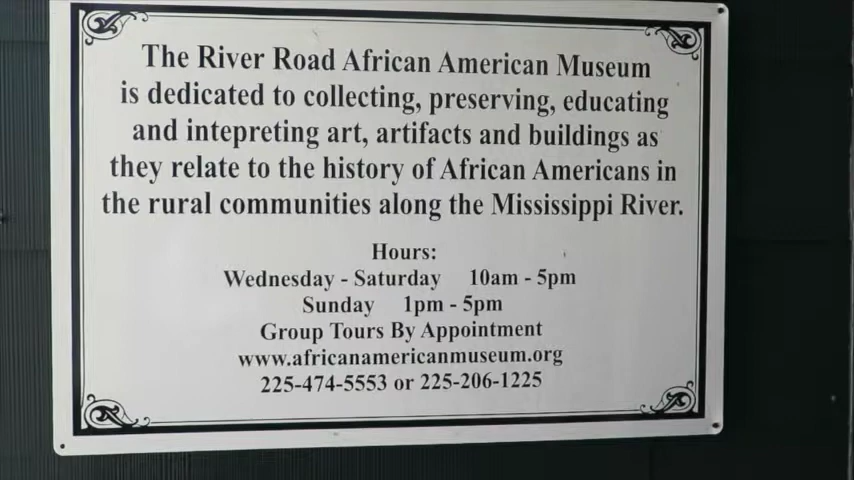 The River Road African American Museum
is dedicated to collecting, preserving, educating
and intepreting art, artifacts and buildings as
they relate to the history of African Americans in
the rural communities along the Mississippi River.
Hours:
Wednesday - Saturday 10am - 5pm
Sunday 1pm - 5pm
Group Tours By Appointment
www.africanamericanmuseum.org
225-474-5553 or 225-206-1225